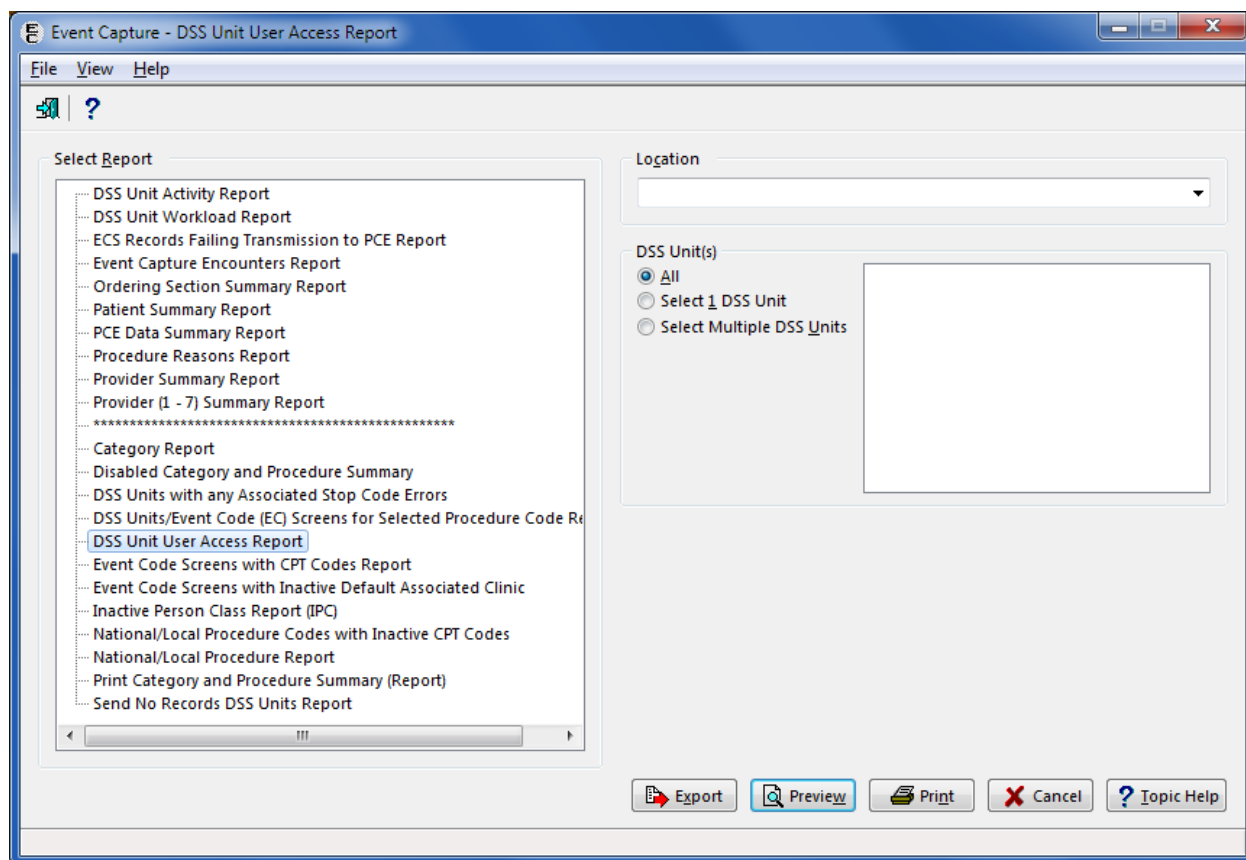 Event Capture - DSS Unit User Access Report
File View Help
?
Select Report
DSS Unit Activity Report
DSS Unit Workload Report
ECS Records Failing Transmission to PCE Report
Event Capture Encounters Report
Ordering Section Summary Report
Patient Summary Report
PCE Data Summary Report
Procedure Reasons Report
Provider Summary Report
Provider (1 - 7) Summary Report
**************************************************
Category Report
Disabled Category and Procedure Summary
DSS Units with any Associated Stop Code Errors
DSS Units/Event Code (EC) Screens for Selected Procedure Code Re
DSS Unit User Access Report
Event Code Screens with CPT Codes Report
Event Code Screens with Inactive Default Associated Clinic
Inactive Person Class Report (IPC)
National/Local Procedure Codes with Inactive CPT Codes
National/Local Procedure Report
Print Category and Procedure Summary (Report)
Send No Records DSS Units Report
Location
DSS Unit(s)
All
Select 1 DSS Unit
Select Multiple DSS Units
Export Preview Print Cancel ? Topic Help